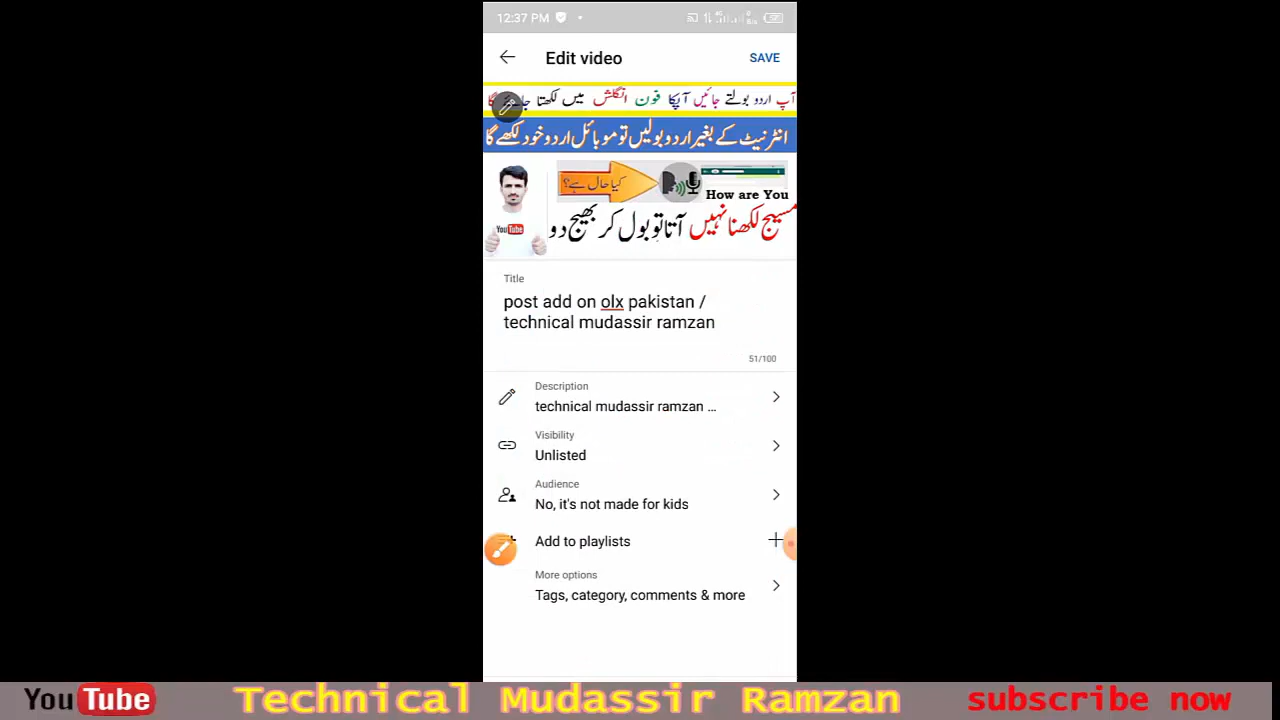 12:37 PM
Edit video
SAVE
آپ اردو بولتے جائیں آپکا فون انگلش میں لکھتا
انٹرنیٹ کے بغیر اردو بولیں تو موبائل اردو خود لکھے گا
کیا حال ہے؟
How are You
YouTube
مسیج لکھنا نہیں آتا تو بول کر بھیج دو
Title
post add on olx pakistan /
technical mudassir ramzan
51/100
Description
technical mudassir ramzan ...
Visibility
Unlisted
Audience
No, it's not made for kids
Add to playlists
More options
Tags, category, comments & more
YouTube Technical Mudassir Ramzan subscribe now